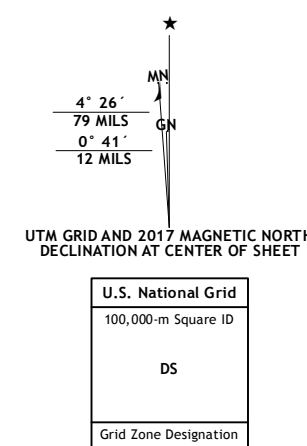 ★
MN
4° 26´
79 MILS
GN
0° 41´
12 MILS
UTM GRID AND 2017 MAGNETIC NORTH
DECLINATION AT CENTER OF SHEET
U.S. National Grid
100,000-m Square ID
DS
Grid Zone Designation